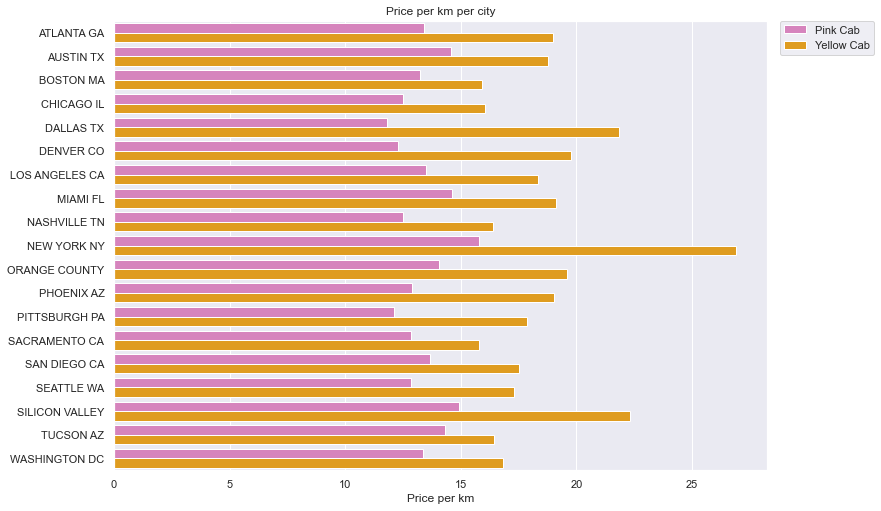 Price per km per city
Pink Cab
Yellow Cab
ATLANTA GA
AUSTIN TX
BOSTON MA
CHICAGO IL
DALLAS TX
DENVER CO
LOS ANGELES CA
MIAMI FL
NASHVILLE TN
NEW YORK NY
ORANGE COUNTY
PHOENIX AZ
PITTSBURGH PA
SACRAMENTO CA
SAN DIEGO CA
SEATTLE WA
SILICON VALLEY
TUCSON AZ
WASHINGTON DC
0 5 10 15 20 25
Price per km